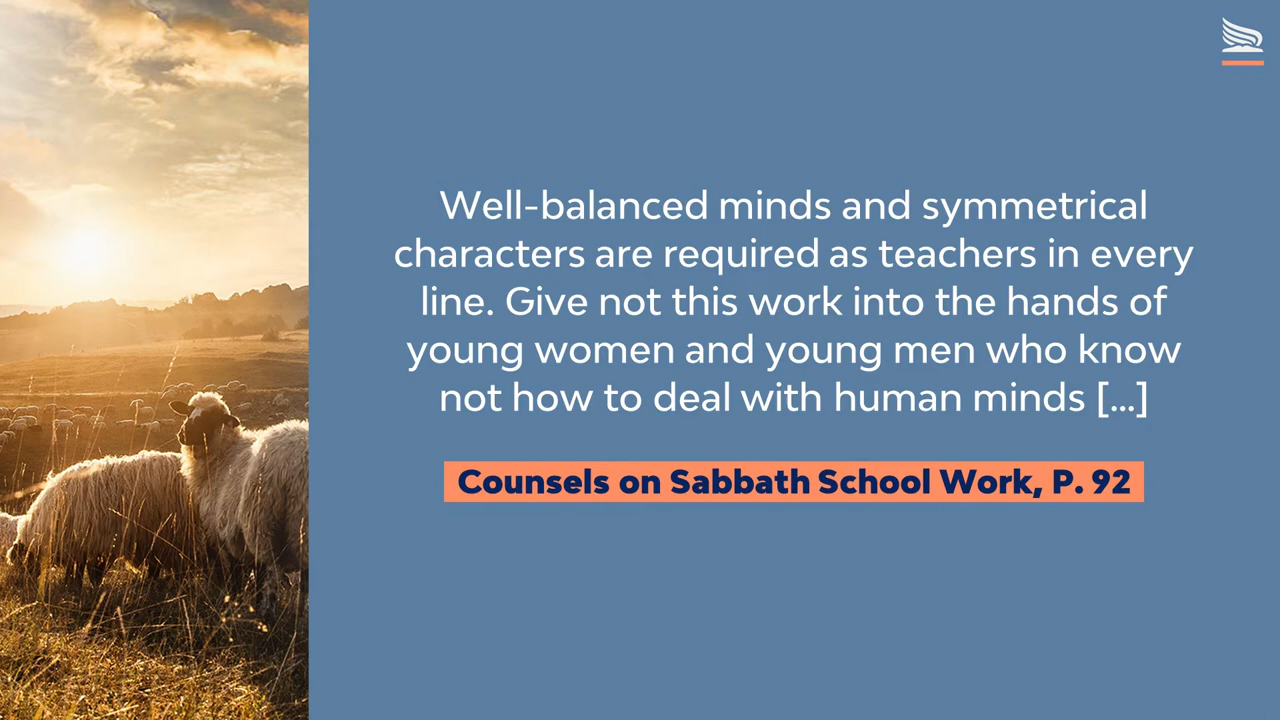 Well-balanced minds and symmetrical
characters are required as teachers in every
line. Give not this work into the hands of
young women and young men who know
not how to deal with human minds [...]
Counsels on Sabbath School Work, P. 92